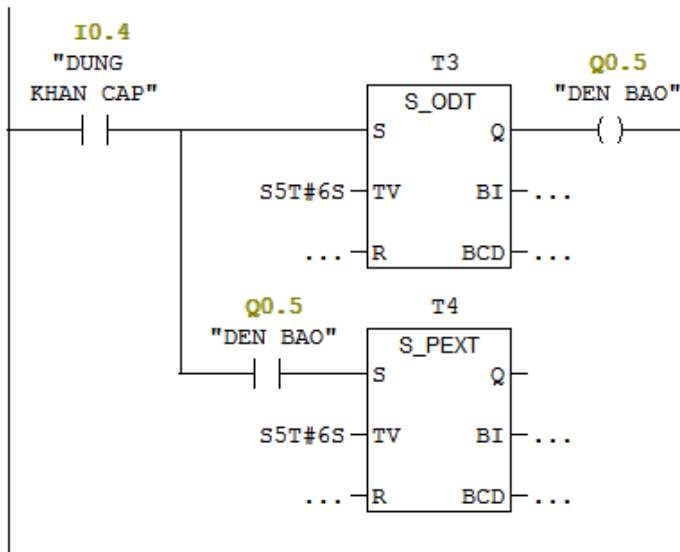 I0.4
"DUNG
KHAN CAP"
T3
Q0.5
"DEN BAO"
S_ODT
S
Q
S5T#6S
TV
BI
...
...
R
BCD
...
Q0.5
"DEN BAO"
T4
S_PEXT
S
Q
S5T#6S
TV
BI
...
...
R
BCD
...